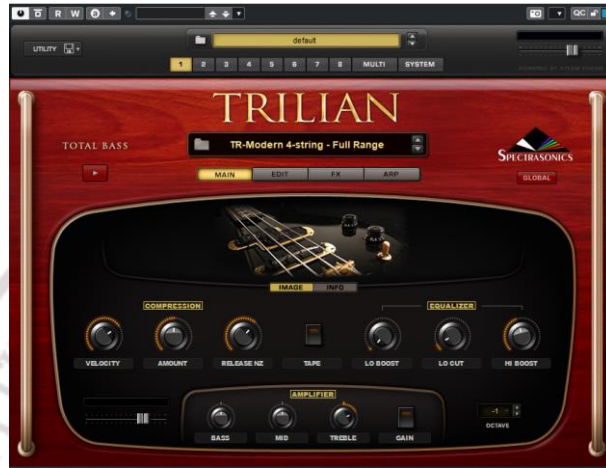 R W QC
default
UTILITY
1 2 3 4 5 6 7 8 MULTI SYSTEM
TRILIAN
TOTAL BASS
TR-Modern 4-string - Full Range
SPECTRASONICS
MAIN EDIT FX ARP
GLOBAL
IMAGE INFO
COMPRESSION EQUALIZER
VELOCITY AMOUNT RELEASE NZ TAPE LO BOOST LO CUT HI BOOST
AMPLIFIER
-1
OCTAVE
BASS MID TREBLE GAIN